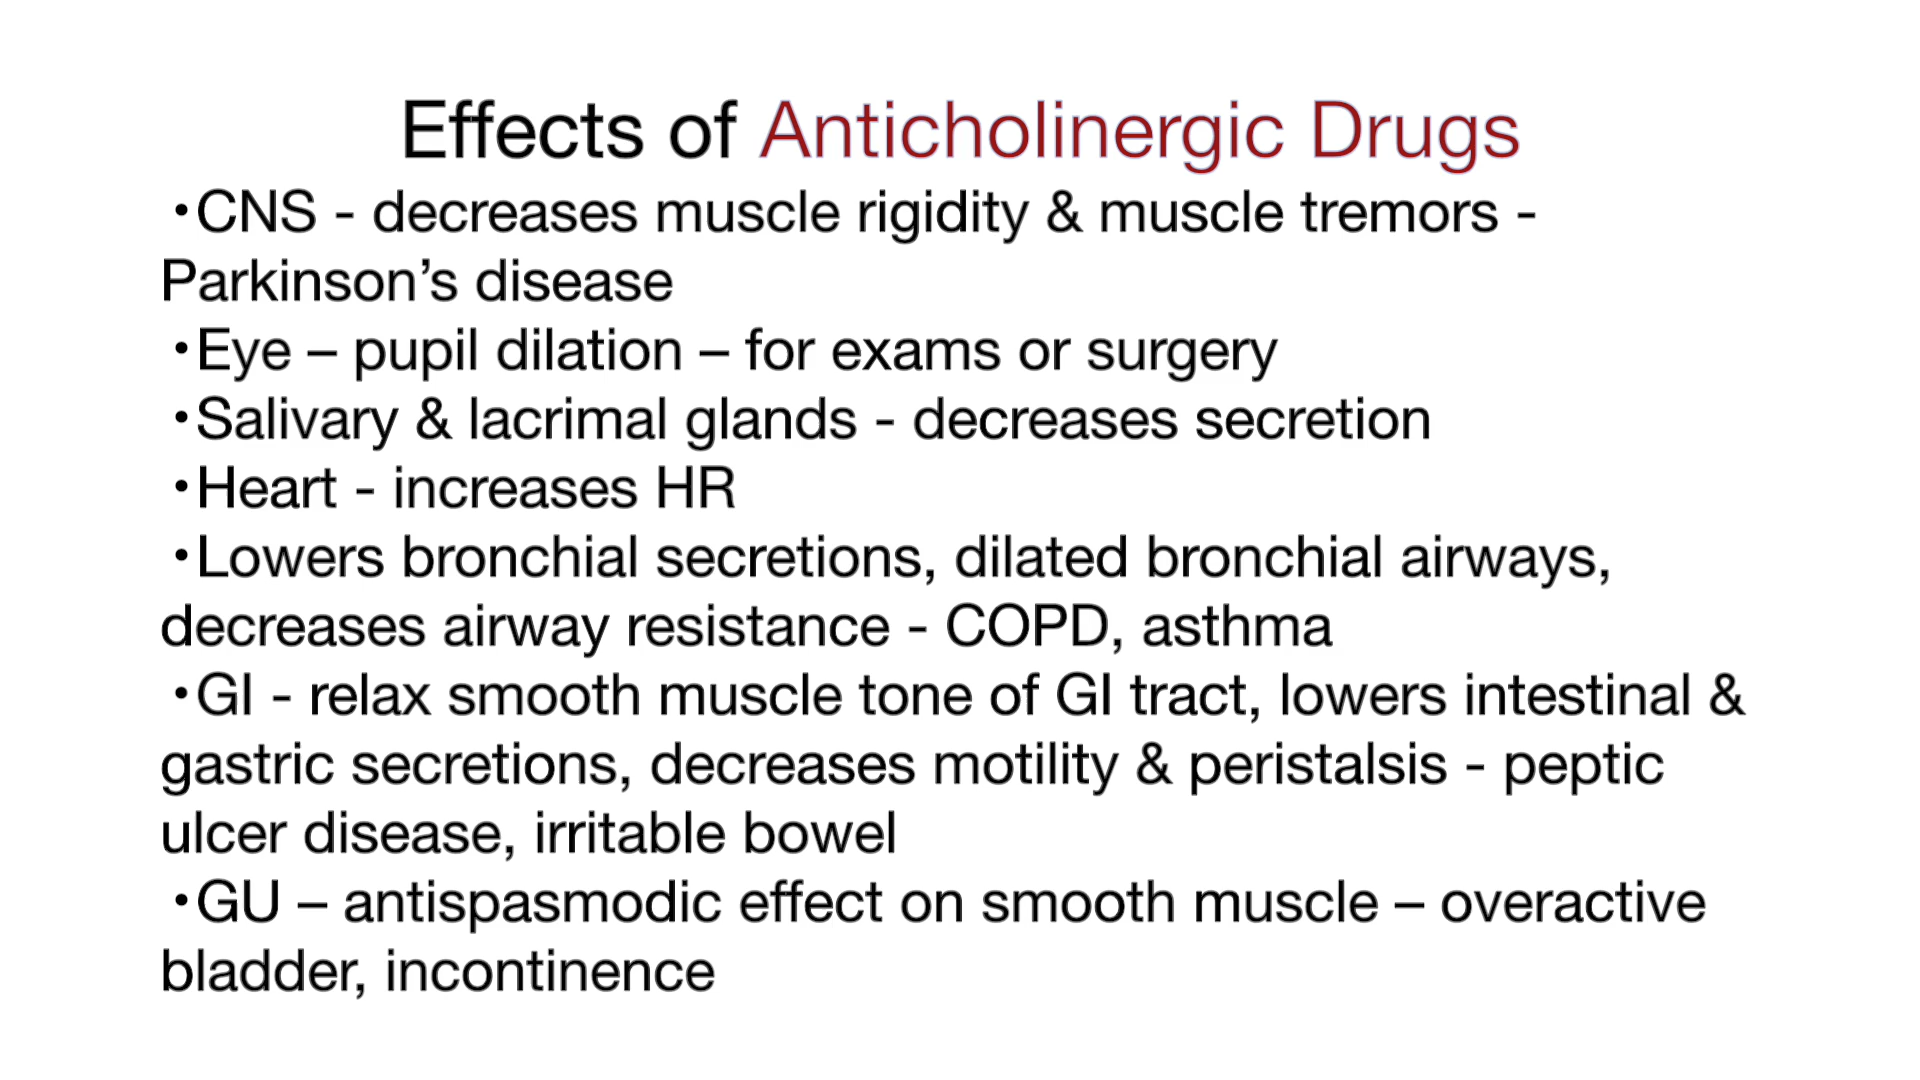 Effects of Anticholinergic Drugs
•CNS - decreases muscle rigidity & muscle tremors -
Parkinson’s disease
•Eye – pupil dilation – for exams or surgery
•Salivary & lacrimal glands - decreases secretion
•Heart - increases HR
•Lowers bronchial secretions, dilated bronchial airways,
decreases airway resistance - COPD, asthma
•GI - relax smooth muscle tone of GI tract, lowers intestinal &
gastric secretions, decreases motility & peristalsis - peptic
ulcer disease, irritable bowel
•GU – antispasmodic effect on smooth muscle – overactive
bladder, incontinence